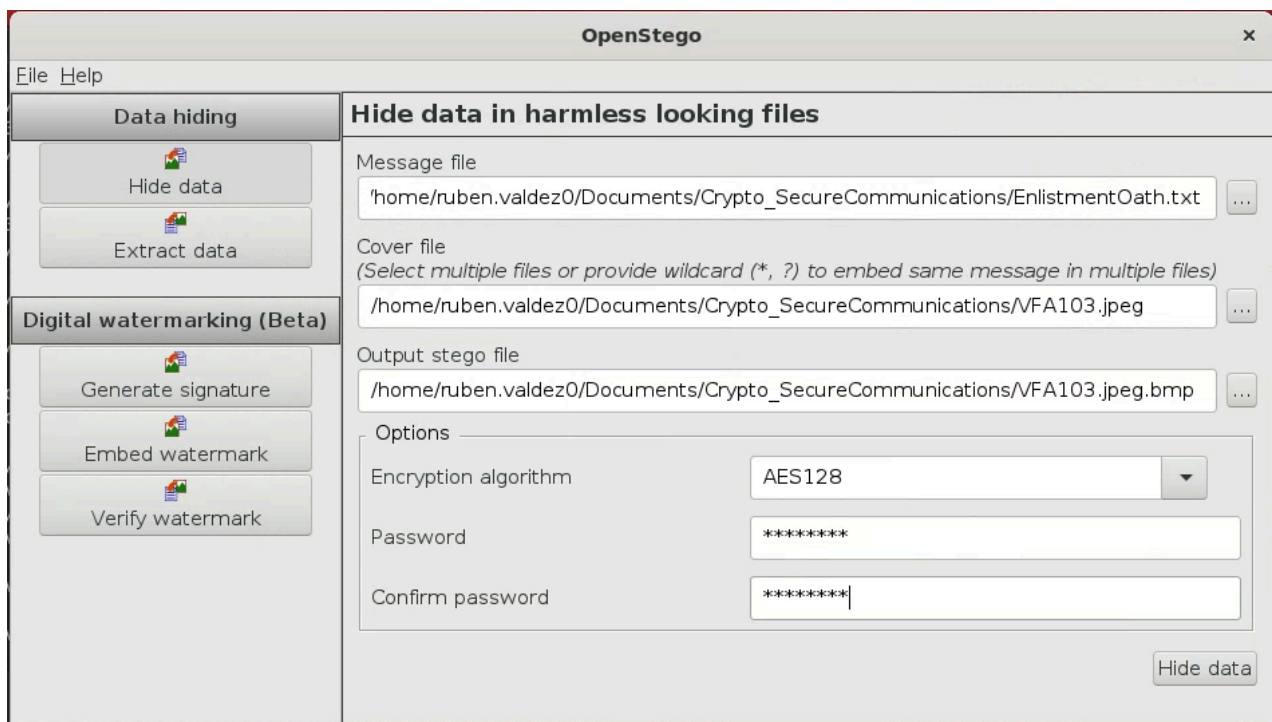 OpenStego ×
File Help
Data hiding
Hide data
Extract data
Digital watermarking (Beta)
Generate signature
Embed watermark
Verify watermark
Hide data in harmless looking files
Message file
/home/ruben.valdez0/Documents/Crypto_SecureCommunications/EnlistmentOath.txt
...
Cover file
(Select multiple files or provide wildcard (*, ?) to embed same message in multiple files)
/home/ruben.valdez0/Documents/Crypto_SecureCommunications/VFA103.jpeg
...
Output stego file
/home/ruben.valdez0/Documents/Crypto_SecureCommunications/VFA103.jpeg.bmp
...
Options
Encryption algorithm AES128
Password ********
Confirm password ********
Hide data